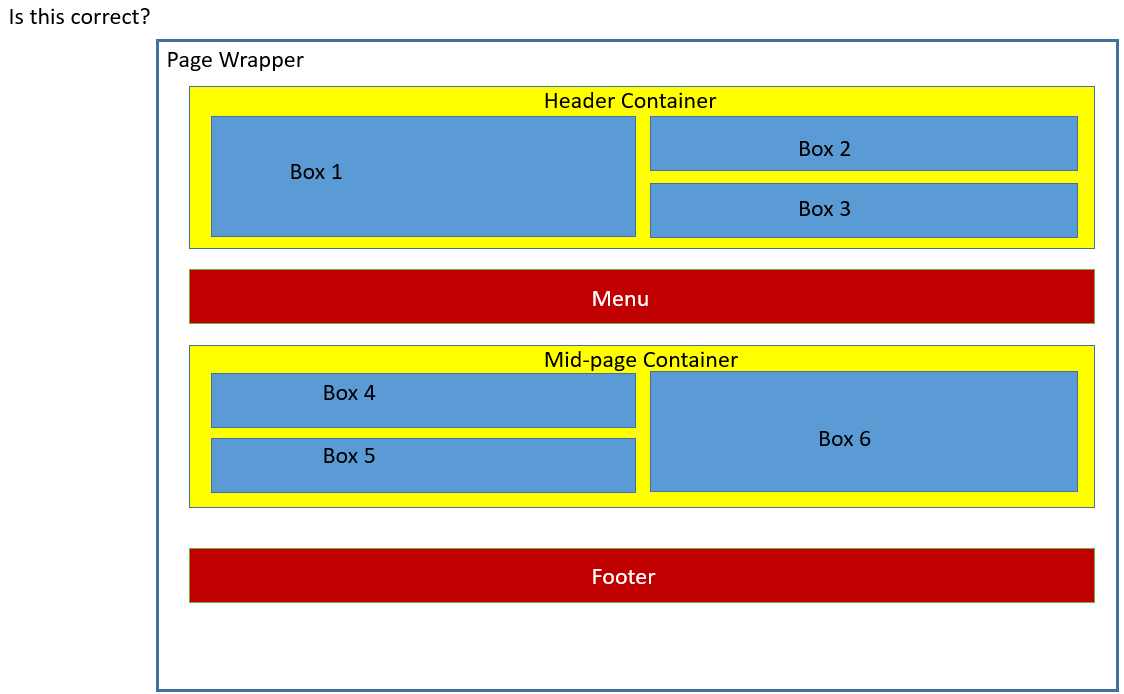 Is this correct?
Page Wrapper
Header Container
Box 1
Box 2
Box 3
Menu
Mid-page Container
Box 4
Box 5
Box 6
Footer